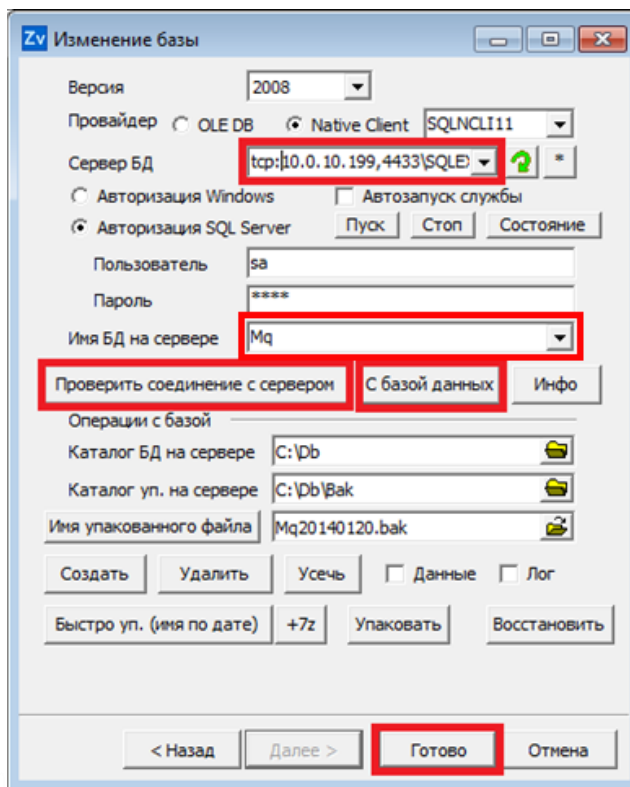 Zv Изменение базы
Версия 2008
Провайдер OLE DB Native Client SQLNCLI11
Сервер БД tcp:10.0.10.199,4433\SQLEX *
Авторизация Windows Автозапуск службы
Авторизация SQL Server Пуск Стоп Состояние
Пользователь sa
Пароль ****
Имя БД на сервере Mq
Проверить соединение с сервером С базой данных Инфо
Операции с базой
Каталог БД на сервере C:\Db
Каталог уп. на сервере C:\Db\Bak
Имя упакованного файла Mq20140120.bak
Создать Удалить Усечь Данные Лог
Быстро уп. (имя по дате) +7z Упаковать Восстановить
< Назад Далее > Готово Отмена